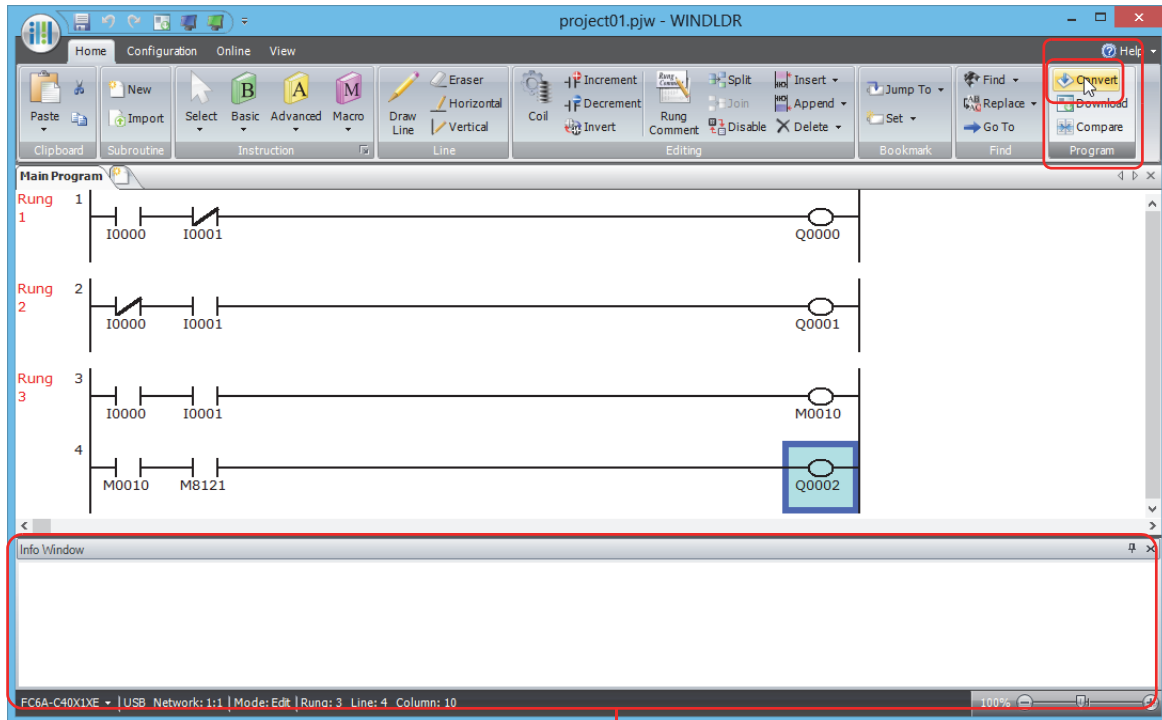 project01.pjw - WINDLDR
Home Configuration Online View Help
Paste
Clipboard
New
Import
Subroutine
Select Basic Advanced Macro
B A M
Instruction
Draw Line
Eraser
Horizontal
Vertical
Line
Coil
Increment
Decrement
Invert
Rung Comment
Split
Join
Disable
Insert
Append
Delete
Editing
Jump To
Set
Bookmark
Find
Replace
Go To
Find
Convert
Download
Compare
Program
Main Program
Rung 1
1
I0000 I0001 Q0000
Rung 2
2
I0000 I0001 Q0001
Rung 3
3
I0000 I0001 M0010
4
M0010 M8121 Q0002
Info Window
FC6A-C40X1XE USB Network: 1:1 Mode: Edit Rung: 3 Line: 4 Column: 10 100%